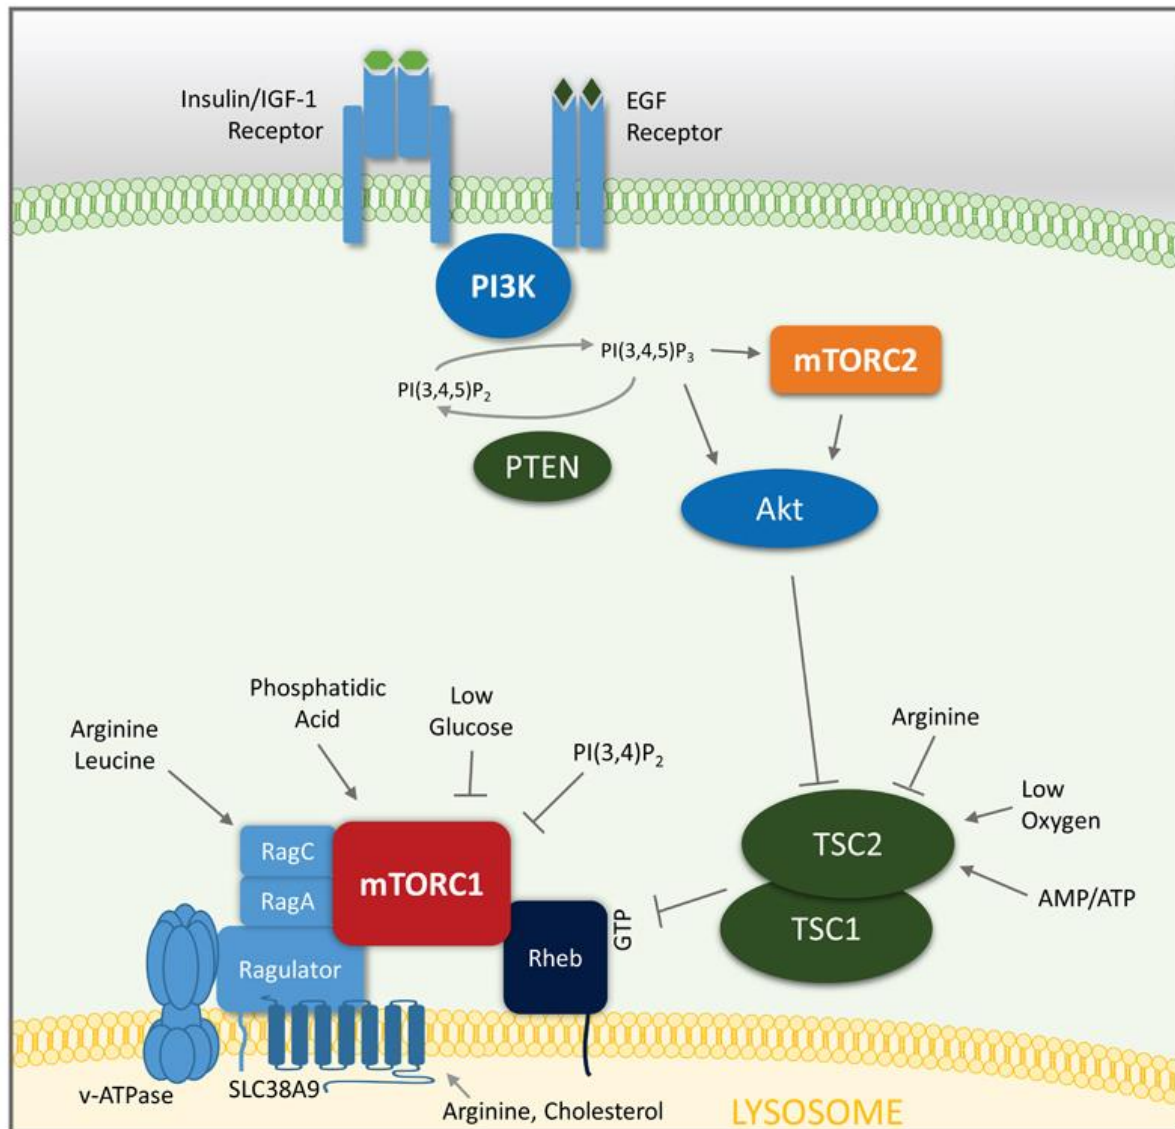 Insulin/IGF-1
Receptor
EGF
Receptor
PI3K
PI(3,4,5)P₃
mTORC2
PI(3,4,5)P₂
PTEN
Akt
Phosphatidic
Acid
Low
Glucose
Arginine
Leucine
PI(3,4)P₂
Arginine
Low
Oxygen
AMP/ATP
TSC2
TSC1
RagC
RagA
mTORC1
Rheb
GTP
Ragulator
v-ATPase
SLC38A9
Arginine, Cholesterol
LYSOSOME